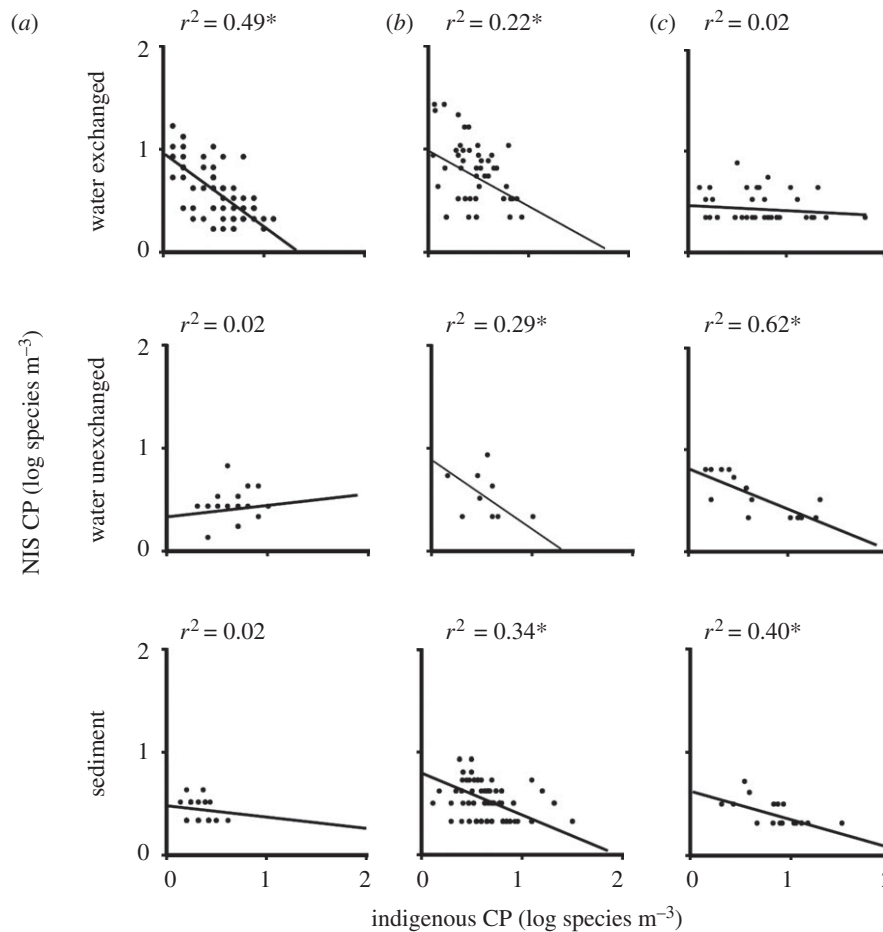 (a) r² = 0.49* (b) r² = 0.22* (c) r² = 0.02
2
1
0
water exchanged
0 1 2
r² = 0.02 r² = 0.29* r² = 0.62*
2
1
0
water unexchanged
NIS CP (log species m⁻³)
r² = 0.02 r² = 0.34* r² = 0.40*
2
1
0
sediment
0 1 2 0 1 2 0 1
indigenous CP (log species m⁻³)